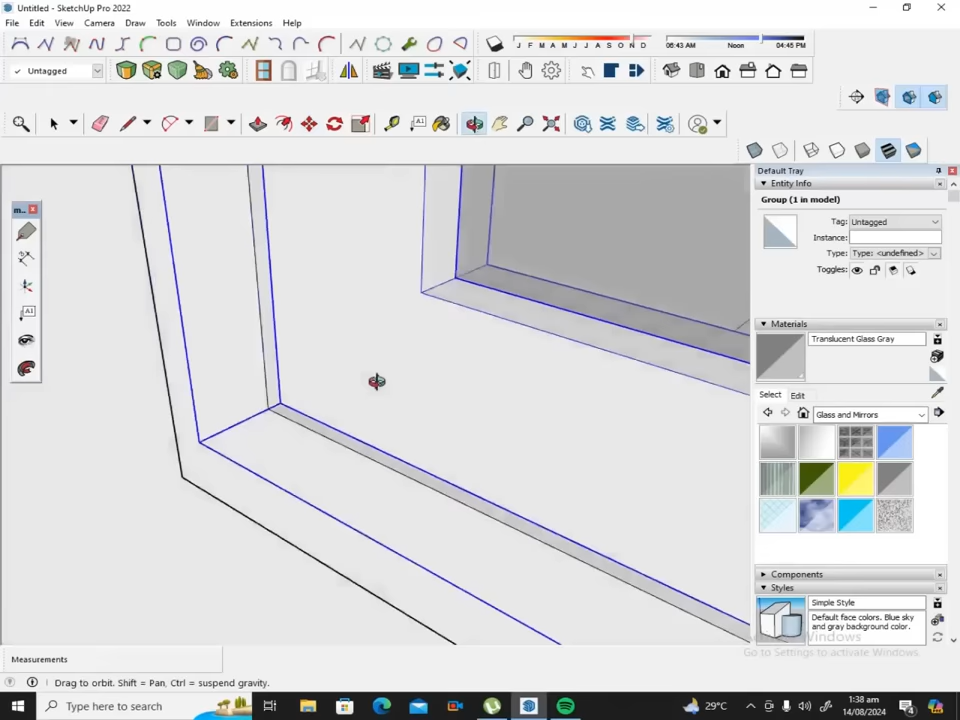 Untitled - SketchUp Pro 2022
File Edit View Camera Draw Tools Window Extensions Help
J F M A M J J A S O N D 06:43 AM Noon 04:45 PM
Untagged
Default Tray
Entity Info
Group (1 in model)
Tag: Untagged
Instance:
Type: Type: <undefined>
Toggles:
m...
A1
A1
Materials
Translucent Glass Gray
Select Edit
Glass and Mirrors
Components
Styles
Simple Style
Default face colors. Blue sky
and gray background color.
Activate Windows
Go to Settings to activate Windows.
Measurements
Drag to orbit. Shift = Pan, Ctrl = suspend gravity.
Type here to search
29°C
1:38 am
14/08/2024
4